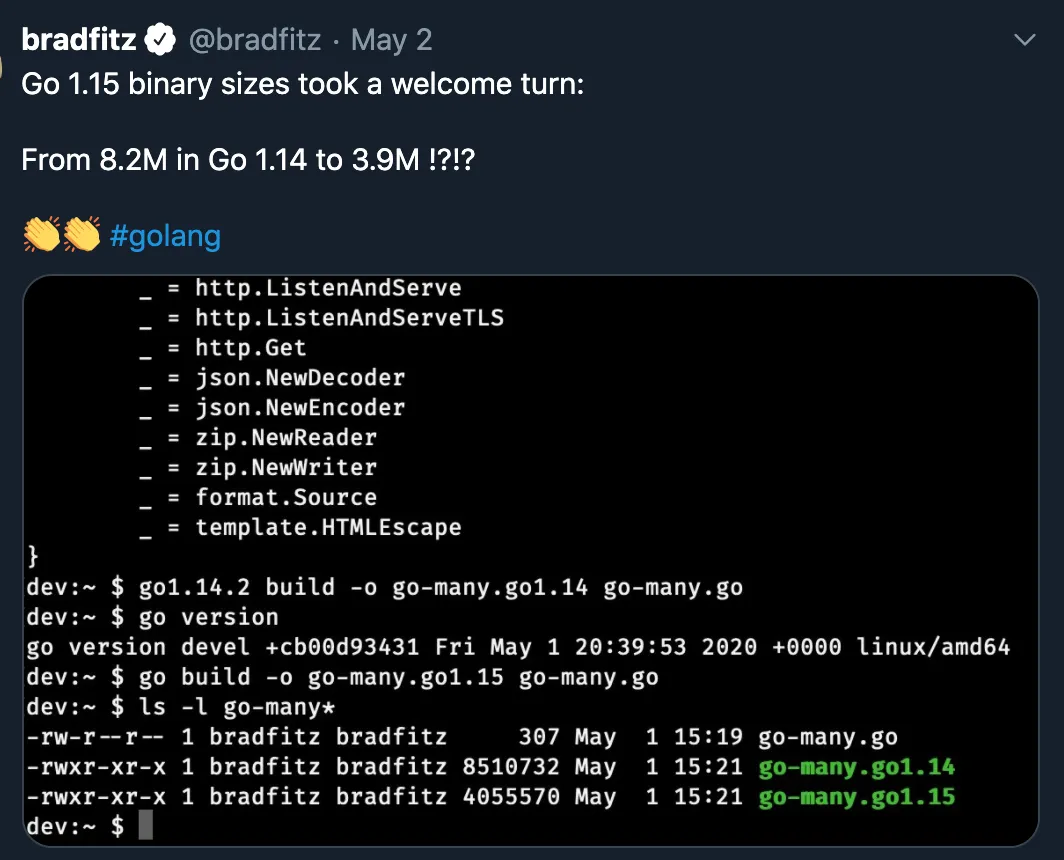 bradfitz @bradfitz · May 2
Go 1.15 binary sizes took a welcome turn:
From 8.2M in Go 1.14 to 3.9M !?!?
👏👏 #golang
_ = http.ListenAndServe
_ = http.ListenAndServeTLS
_ = http.Get
_ = json.NewDecoder
_ = json.NewEncoder
_ = zip.NewReader
_ = zip.NewWriter
_ = format.Source
_ = template.HTMLEscape
}
dev:~ $ go1.14.2 build -o go-many.go1.14 go-many.go
dev:~ $ go version
go version devel +cb00d93431 Fri May 1 20:39:53 2020 +0000 linux/amd64
dev:~ $ go build -o go-many.go1.15 go-many.go
dev:~ $ ls -l go-many*
-rw-r--r-- 1 bradfitz bradfitz     307 May  1 15:19 go-many.go
-rwxr-xr-x 1 bradfitz bradfitz 8510732 May  1 15:21 go-many.go1.14
-rwxr-xr-x 1 bradfitz bradfitz 4055570 May  1 15:21 go-many.go1.15
dev:~ $